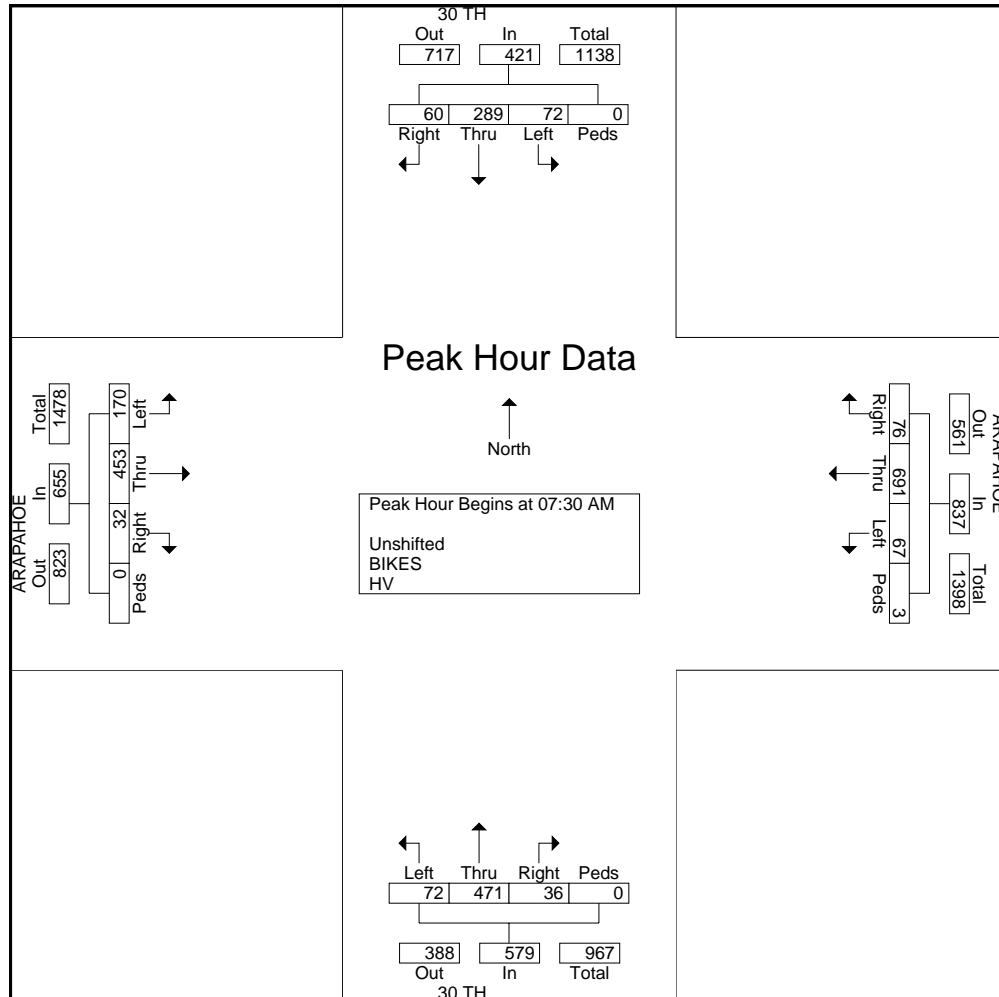 30 TH
Out In Total
717 421 1138
60 289 72 0
Right Thru Left Peds
Peak Hour Data
North
Peak Hour Begins at 07:30 AM
Unshifted
BIKES
HV
ARAPAHOE
Total In Out
1478 655 823
170 453 32 0
Left Thru Right Peds
ARAPAHOE
Out In Total
561 837 1398
76 691 67 3
Right Thru Left Peds
Left Thru Right Peds
72 471 36 0
388 579 967
Out In Total
30 TH